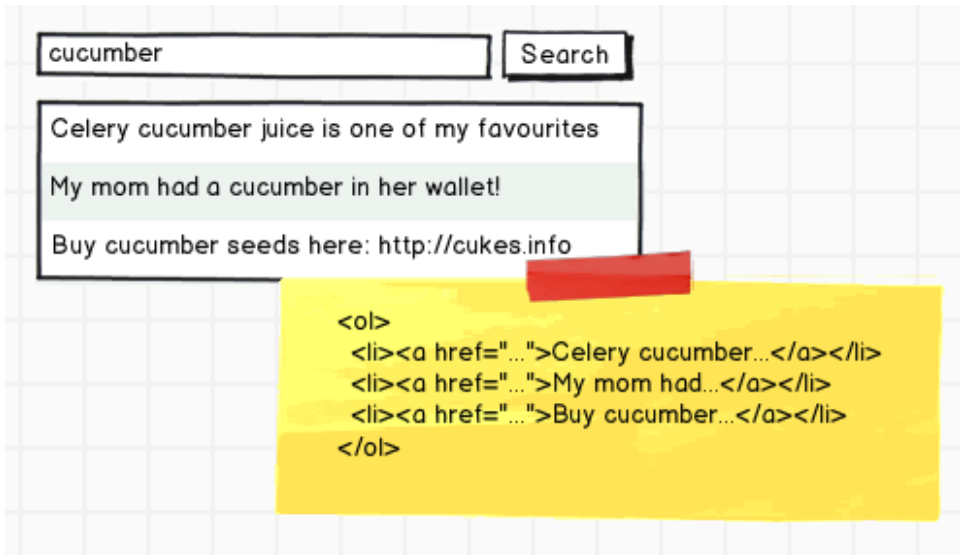 cucumber
Search
Celery cucumber juice is one of my favourites
My mom had a cucumber in her wallet!
Buy cucumber seeds here: http://cukes.info
<ol>
<li><a href="...">Celery cucumber...</a></li>
<li><a href="...">My mom had...</a></li>
<li><a href="...">Buy cucumber...</a></li>
</ol>